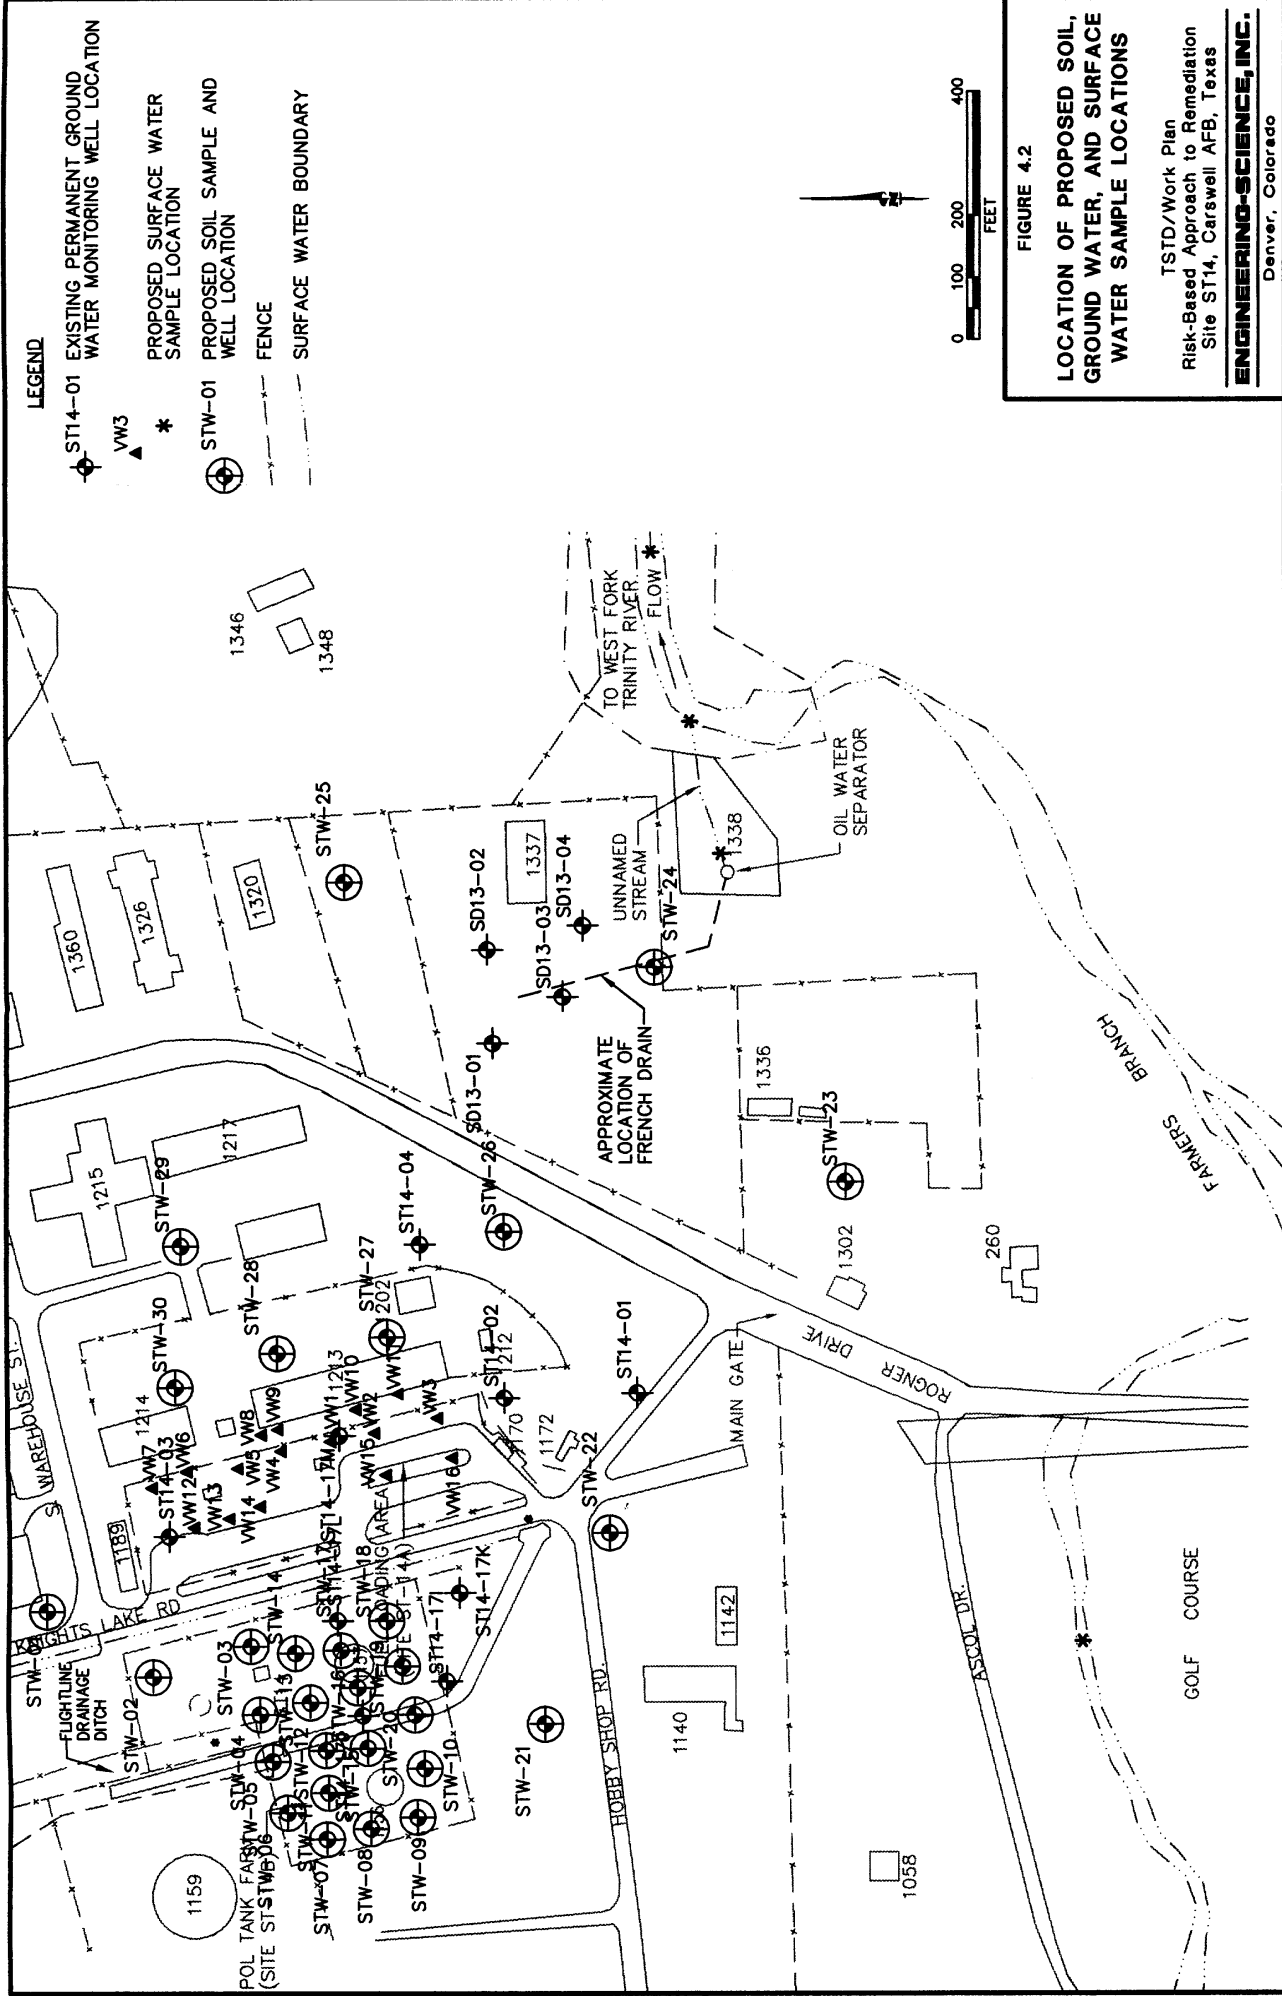 LEGEND
ST14-01 EXISTING PERMANENT GROUND
WATER MONITORING WELL LOCATION
VW3
PROPOSED SURFACE WATER
SAMPLE LOCATION
STW-01 PROPOSED SOIL SAMPLE AND
WELL LOCATION
FENCE
SURFACE WATER BOUNDARY
0 100 200 400
FEET
FIGURE 4.2
LOCATION OF PROPOSED SOIL,
GROUND WATER, AND SURFACE
WATER SAMPLE LOCATIONS
TSTD/Work Plan
Risk-Based Approach to Remediation
Site ST14, Carswell AFB, Texas
ENGINEERING-SCIENCE, INC.
Denver, Colorado
1346
1348
TO WEST FORK
TRINITY RIVER
FLOW
OIL WATER
SEPARATOR
UNNAMED
STREAM
1338
1337
STW-25
SD13-02
SD13-04
SD13-03
SD13-01
STW-24
1360
1326
1320
APPROXIMATE
LOCATION OF
FRENCH DRAIN
1336
STW-23
1302
260
FARMERS
BRANCH
1215
1217
STW-29
STW-28
STW-30
STW-27
STW-26
ST14-04
ST14-02
ST14-01
MAIN GATE
ROGNER DRIVE
WAREHOUSE ST.
1214
1213
1189
1172
VW7
VW6
VW8
VW9
VW5
VW4
VW10
VW2
VW3
VW12
VW13
VW14
VW15
VW16
ST14-03
STW-22
KNIGHTS LAKE RD
FLIGHTLINE
DRAINAGE
DITCH
STW-02
STW-03
STW-04
STW-05
STW-07
STW-08
STW-09
STW-10
STW-12
STW-14
STW-18
STW-20
STW-21
ST14-17
ST14-17K
ST14-17M
1159
POL TANK FARM
HOBBY SHOP RD.
1142
1140
1058
ASCOL DR.
GOLF COURSE